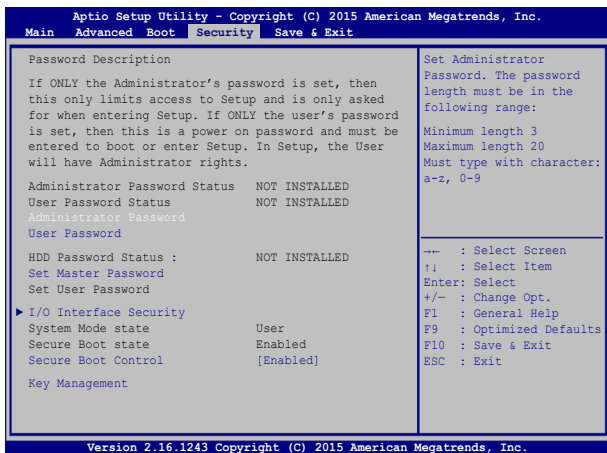 Aptio Setup Utility - Copyright (C) 2015 American Megatrends, Inc.
Main Advanced Boot Security Save & Exit
Password Description
If ONLY the Administrator's password is set, then
this only limits access to Setup and is only asked
for when entering Setup. If ONLY the user's password
is set, then this is a power on password and must be
entered to boot or enter Setup. In Setup, the User
will have Administrator rights.
Administrator Password Status NOT INSTALLED
User Password Status NOT INSTALLED
Administrator Password
User Password
HDD Password Status : NOT INSTALLED
Set Master Password
Set User Password
I/O Interface Security
System Mode state User
Secure Boot state Enabled
Secure Boot Control [Enabled]
Key Management
Set Administrator
Password. The password
length must be in the
following range:
Minimum length 3
Maximum length 20
Must type with character:
a-z, 0-9
→← : Select Screen
↑↓ : Select Item
Enter: Select
+/— : Change Opt.
F1 : General Help
F9 : Optimized Defaults
F10 : Save & Exit
ESC : Exit
Version 2.16.1243 Copyright (C) 2015 American Megatrends, Inc.